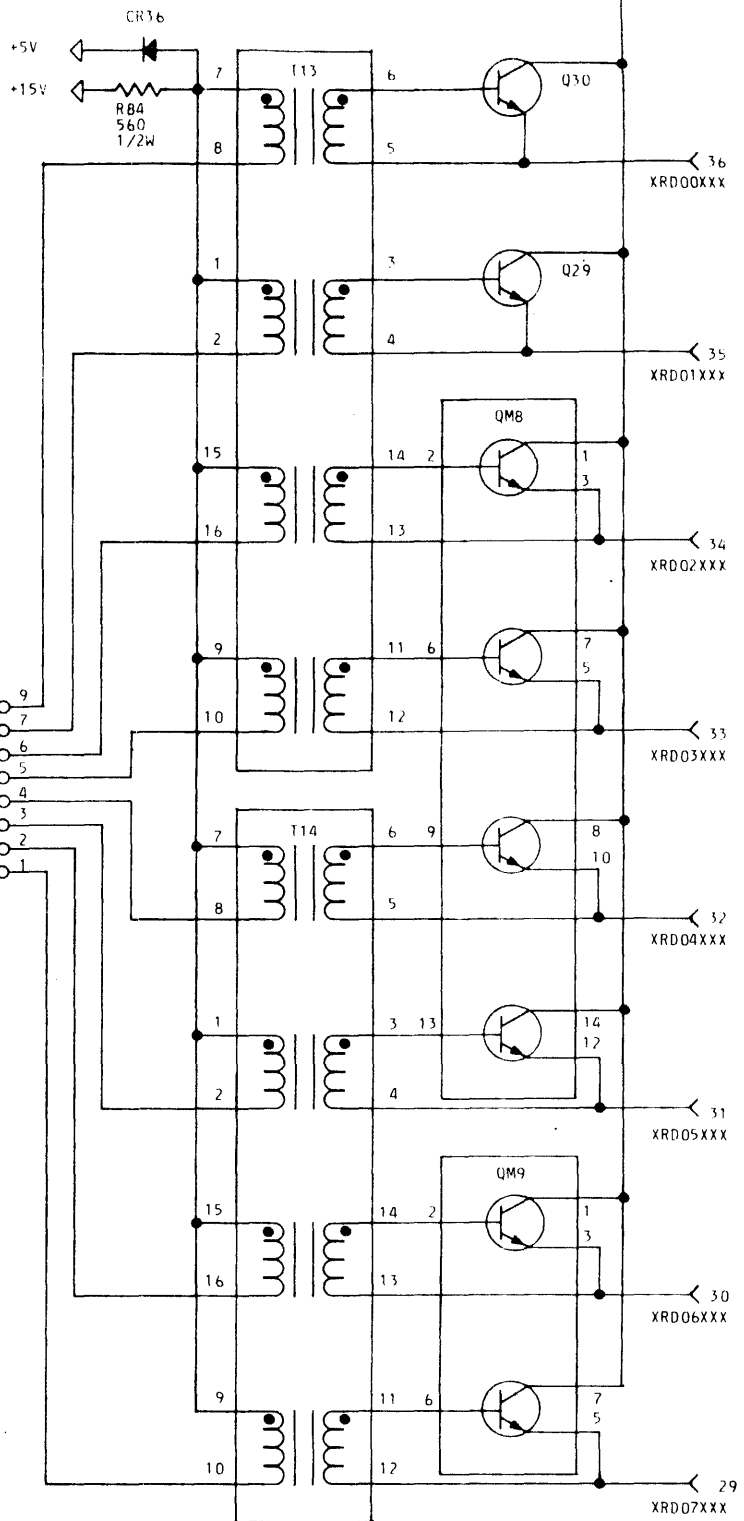 CR36
+5V
+15V
R84
560
1/2W
7 T13 6 Q30
8 5 36
XRD00XXX
1 3 Q29
2 4 35
XRD01XXX
QM8
15 14 2 1
3
16 13 34
XRD02XXX
9 11 6 7
5
10 12 33
XRD03XXX
9
7
6
5
4
3
2
1
7 T14 6 9 8
10
8 5 32
XRD04XXX
1 3 13 14
12
2 4 31
XRD05XXX
QM9
15 14 2 1
3
16 13 30
XRD06XXX
9 11 6 7
5
10 12 29
XRD07XXX